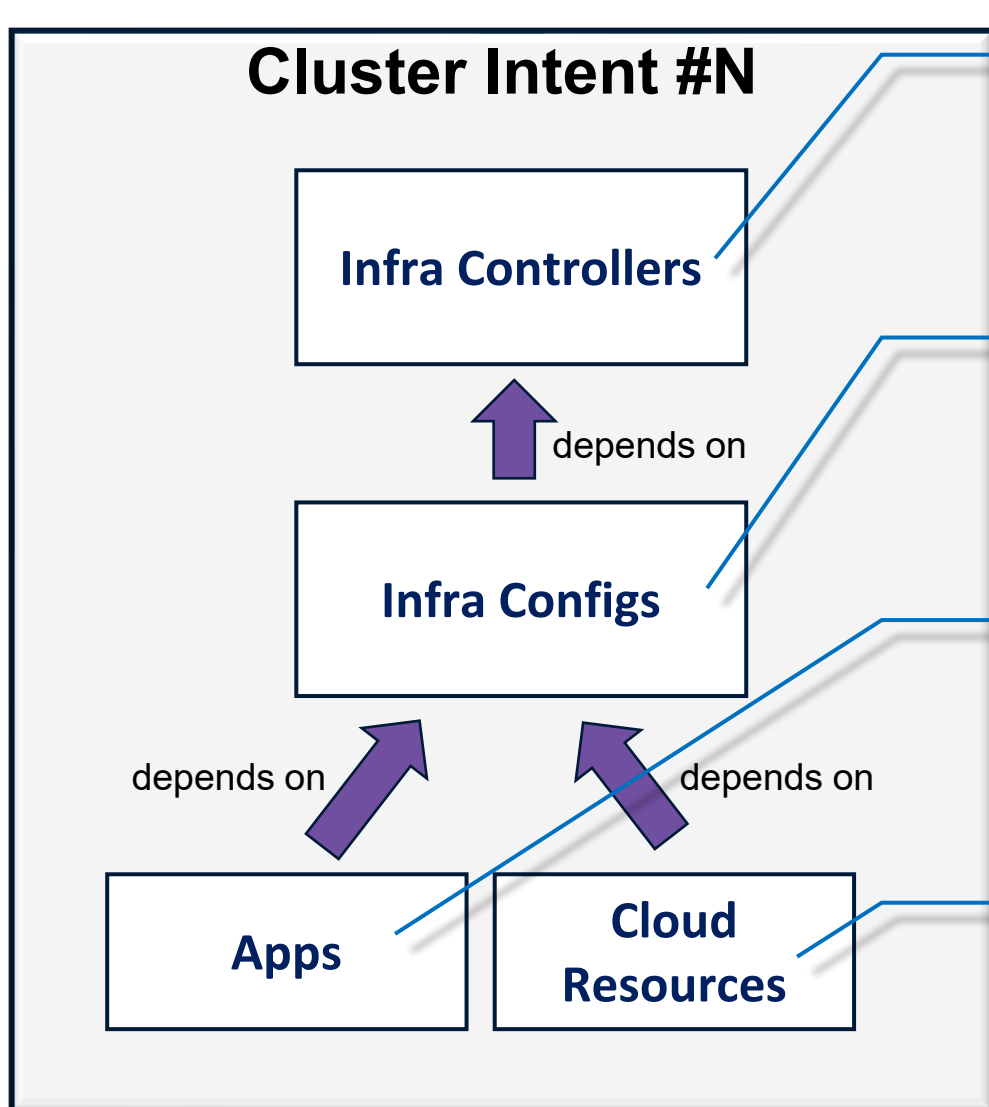 Cluster Intent #N
Infra Controllers
depends on
Infra Configs
depends on
depends on
Apps
Cloud
Resources